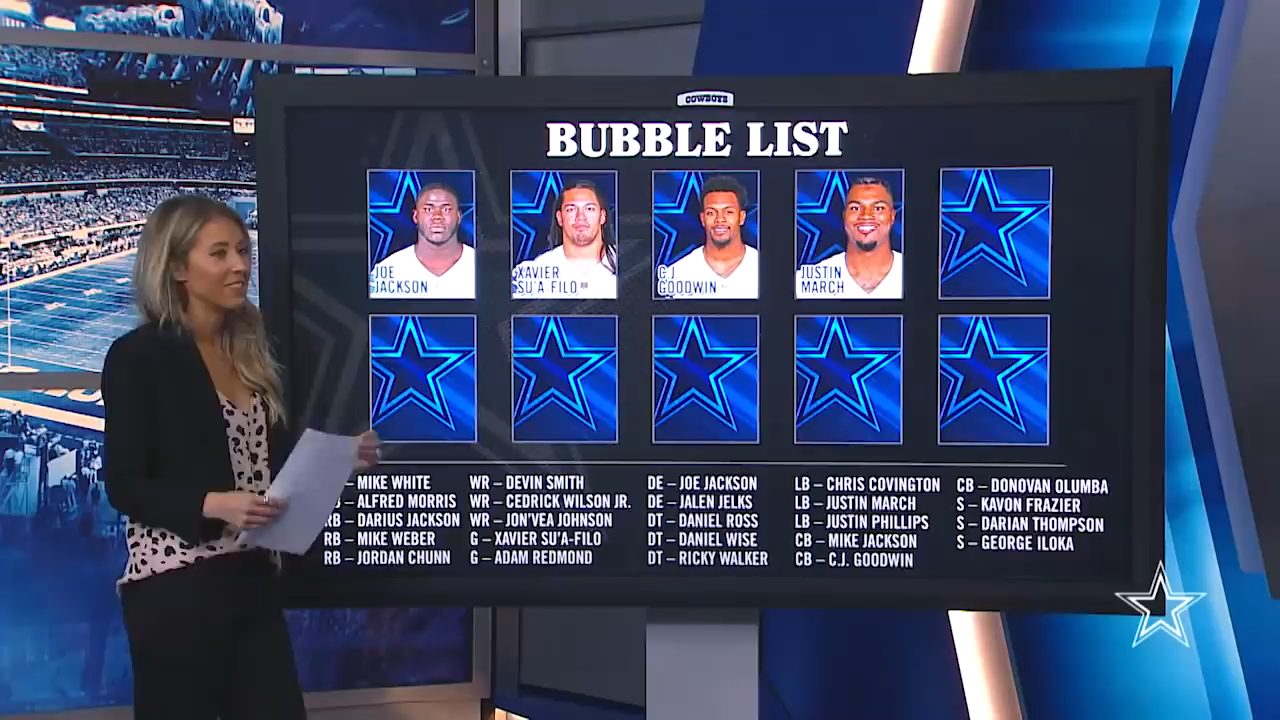 COWBOYS
BUBBLE LIST
JOE
JACKSON
XAVIER
SU'A FILO
C.J.
GOODWIN
JUSTIN
MARCH
– MIKE WHITE
– ALFRED MORRIS
RB – DARIUS JACKSON
RB – MIKE WEBER
RB – JORDAN CHUNN
WR – DEVIN SMITH
WR – CEDRICK WILSON JR.
WR – JON'VEA JOHNSON
G – XAVIER SU'A-FILO
G – ADAM REDMOND
DE – JOE JACKSON
DE – JALEN JELKS
DT – DANIEL ROSS
DT – DANIEL WISE
DT – RICKY WALKER
LB – CHRIS COVINGTON
LB – JUSTIN MARCH
LB – JUSTIN PHILLIPS
CB – MIKE JACKSON
CB – C.J. GOODWIN
CB – DONOVAN OLUMBA
S – KAVON FRAZIER
S – DARIAN THOMPSON
S – GEORGE ILOKA